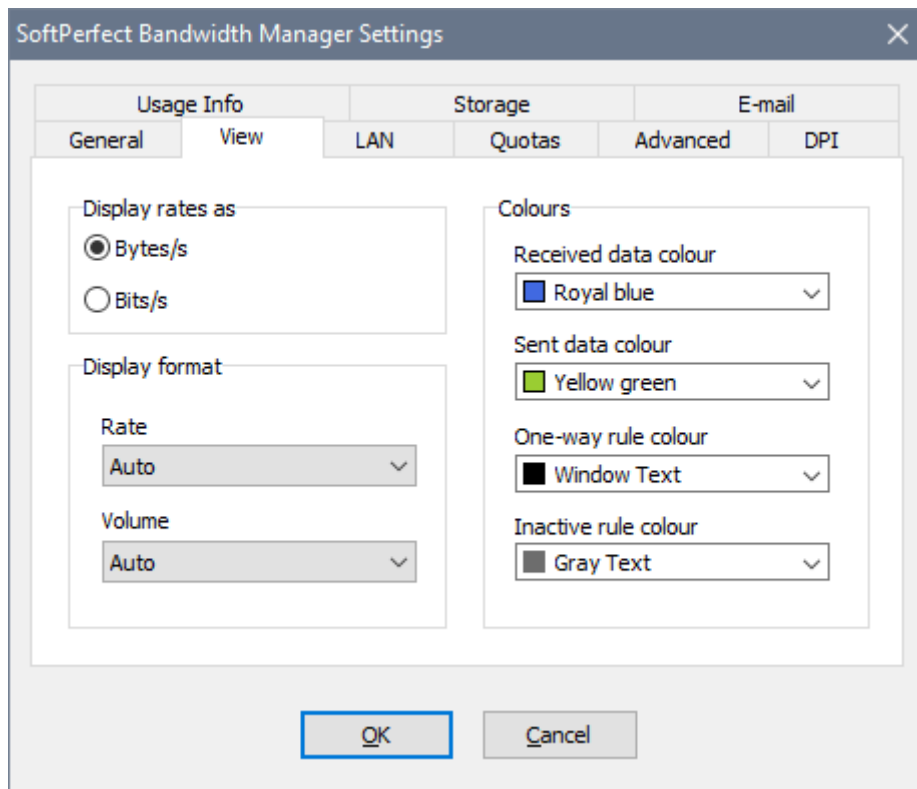 SoftPerfect Bandwidth Manager Settings
Usage Info Storage E-mail
General View LAN Quotas Advanced DPI
Display rates as
Bytes/s
Bits/s
Display format
Rate
Auto
Volume
Auto
Colours
Received data colour
Royal blue
Sent data colour
Yellow green
One-way rule colour
Window Text
Inactive rule colour
Gray Text
OK Cancel